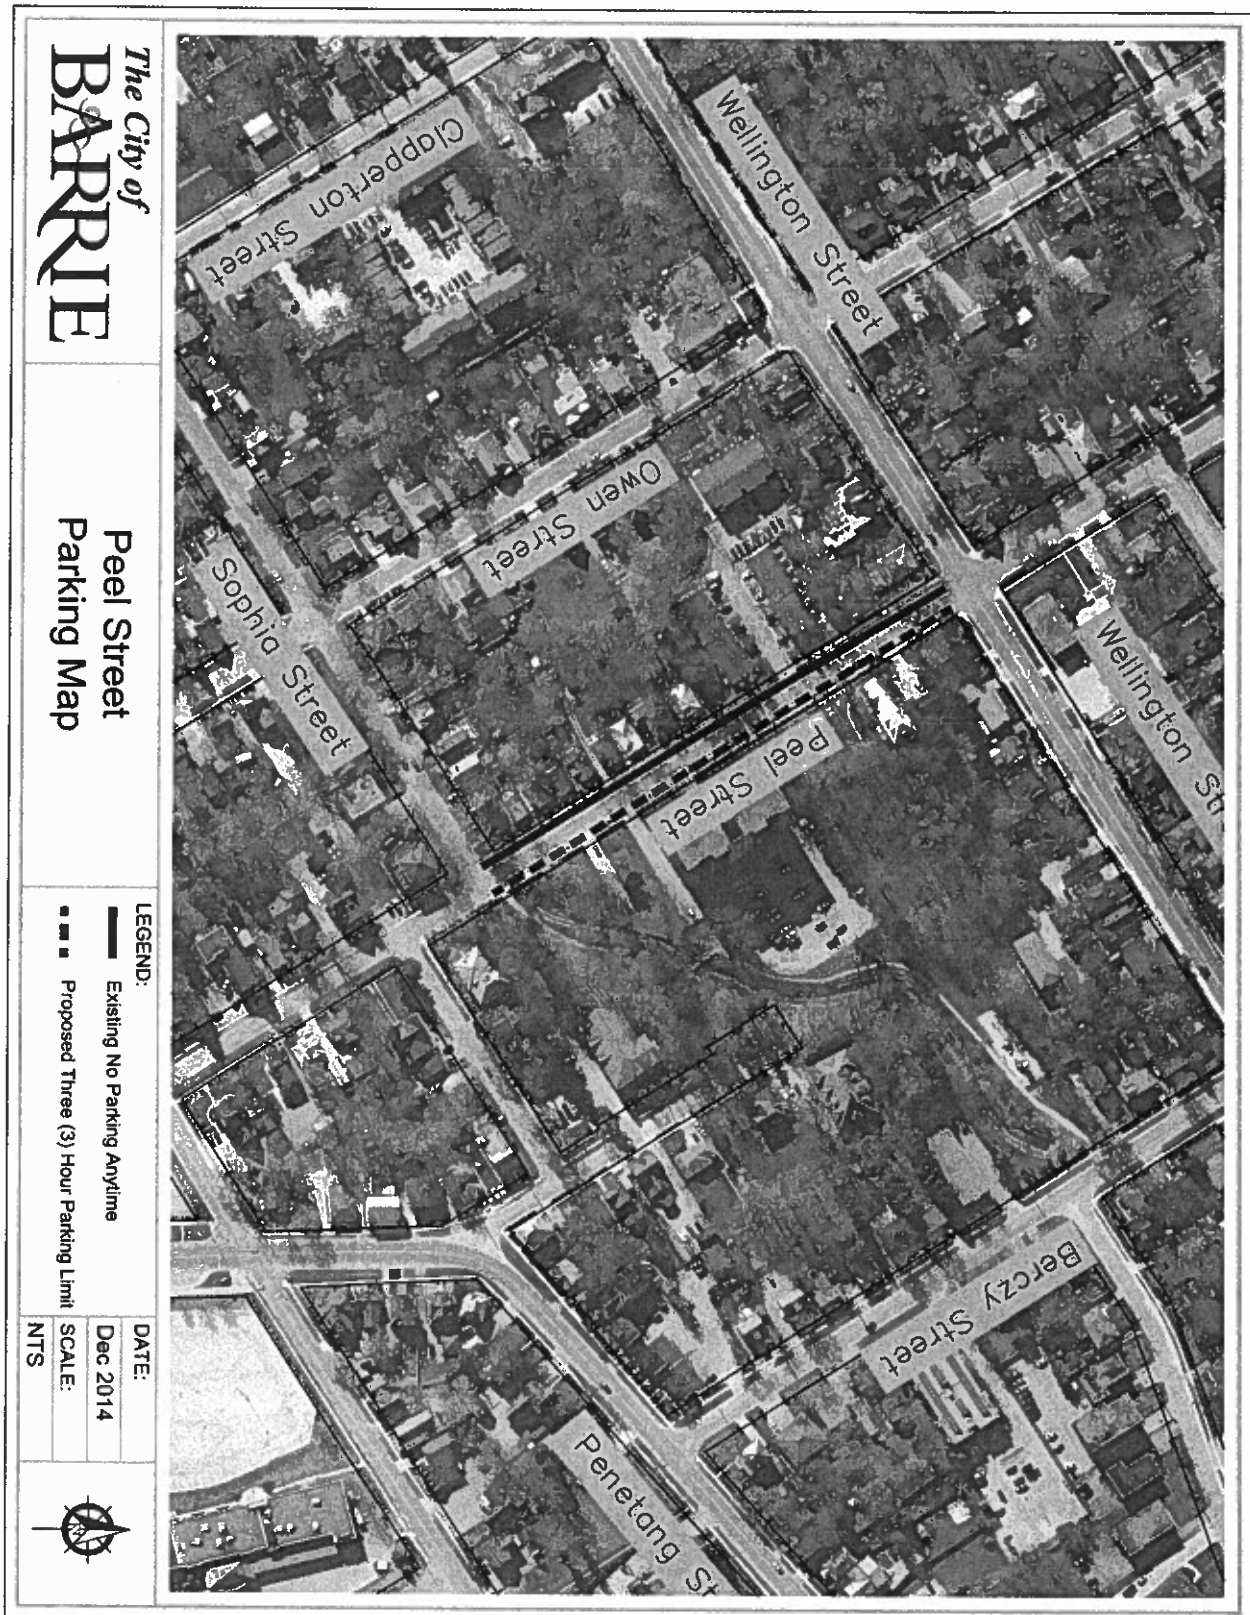 The City of
BARRIE
Peel Street
Parking Map
LEGEND:
Existing No Parking Anytime
Proposed Three (3) Hour Parking Limit
DATE:
Dec 2014
SCALE:
NTS
Wellington Street
Clapperton Street
Owen Street
Sophia Street
Wellington St
Peel Street
Berczy Street
Penetang St